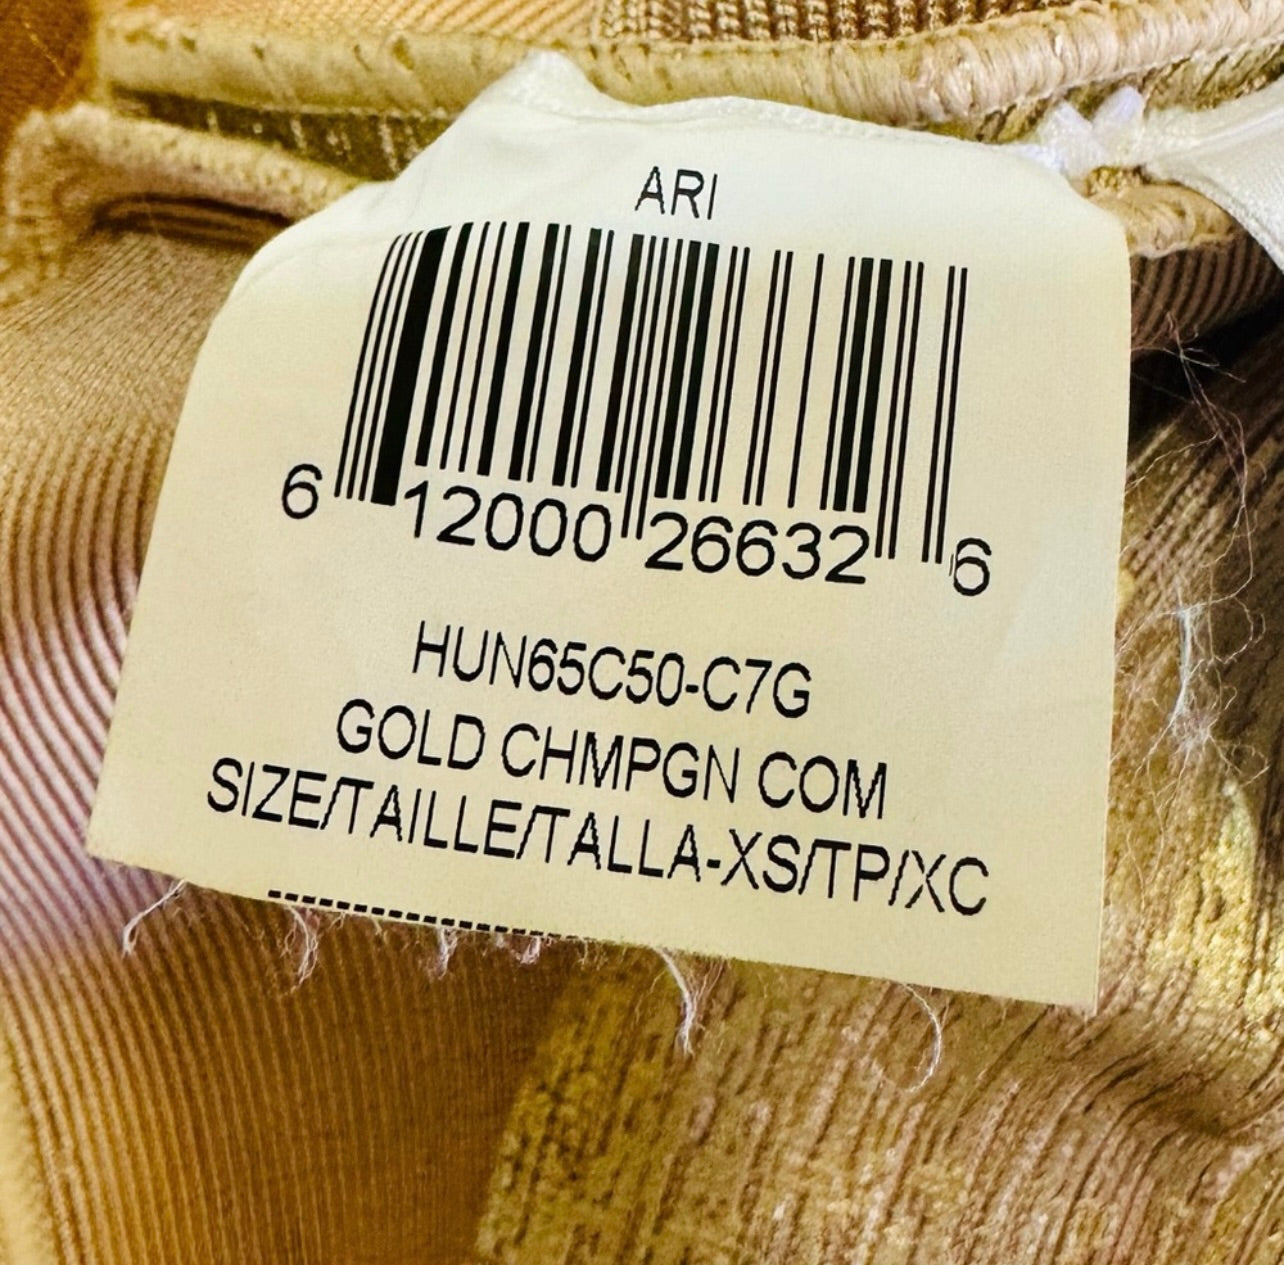 ARI
6 12000 26632 6
HUN65C50-C7G
GOLD CHMPGN COM
SIZE/TAILLE/TALLA-XS/TP/XC